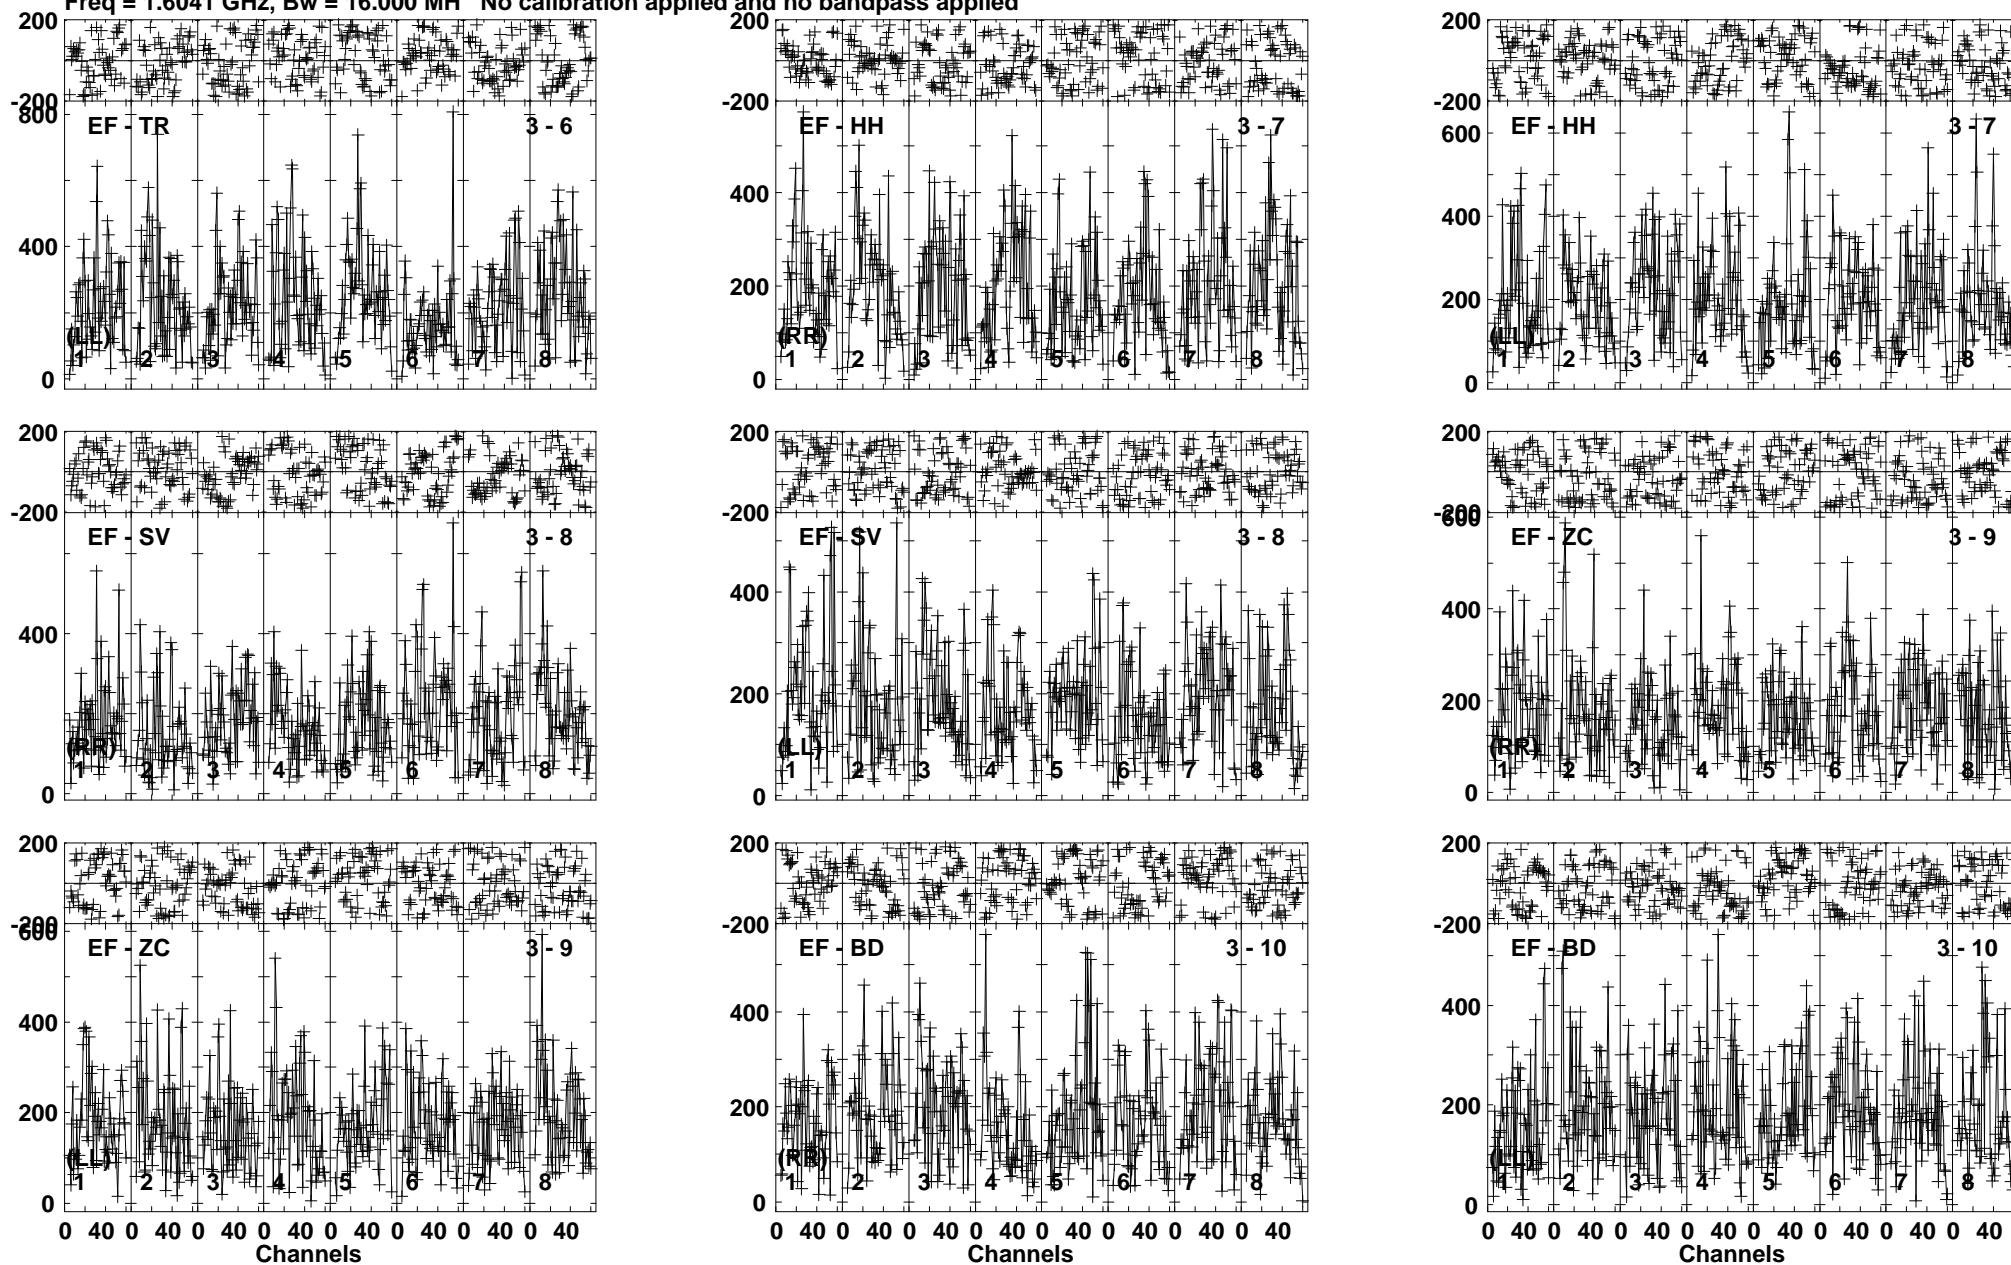 Freq = 1.6041 GHz, Bw = 16.000 MH No calibration applied and no bandpass applied
200 200 200
-200 -200 -200
800 EF - TR 3 - 6 EF - HH 3 - 7 600 EF - HH 3 - 7
400 400 400
200 200
(LL) (RR) (LL)
1 2 3 4 5 6 7 8 1 2 3 4 5 6 7 8 1 2 3 4 5 6 7 8
0 0 0
200 200 200
-200 -200 -200
600
EF - SV 3 - 8 EF - SV 3 - 8 EF - ZC 3 - 9
400 400 400
200 200
(RR) (LL) (RR)
1 2 3 4 5 6 7 8 1 2 3 4 5 6 7 8 1 2 3 4 5 6 7 8
0 0 0
200 200 200
-200 -200 -200
600
EF - ZC 3 - 9 EF - BD 3 - 10 EF - BD 3 - 10
400 400 400
200 200 200
(LL) (RR) (LL)
1 2 3 4 5 6 7 8 1 2 3 4 5 6 7 8 1 2 3 4 5 6 7 8
0 0 0
0 40 0 40 0 40 0 40 0 40 0 40 0 40 0 40 0 40 0 40 0 40 0 40 0 40 0 40 0 40 0 40 0 40 0 40 0 40 0 40 0 40 0 40 0 40 0 40
Channels Channels Channels